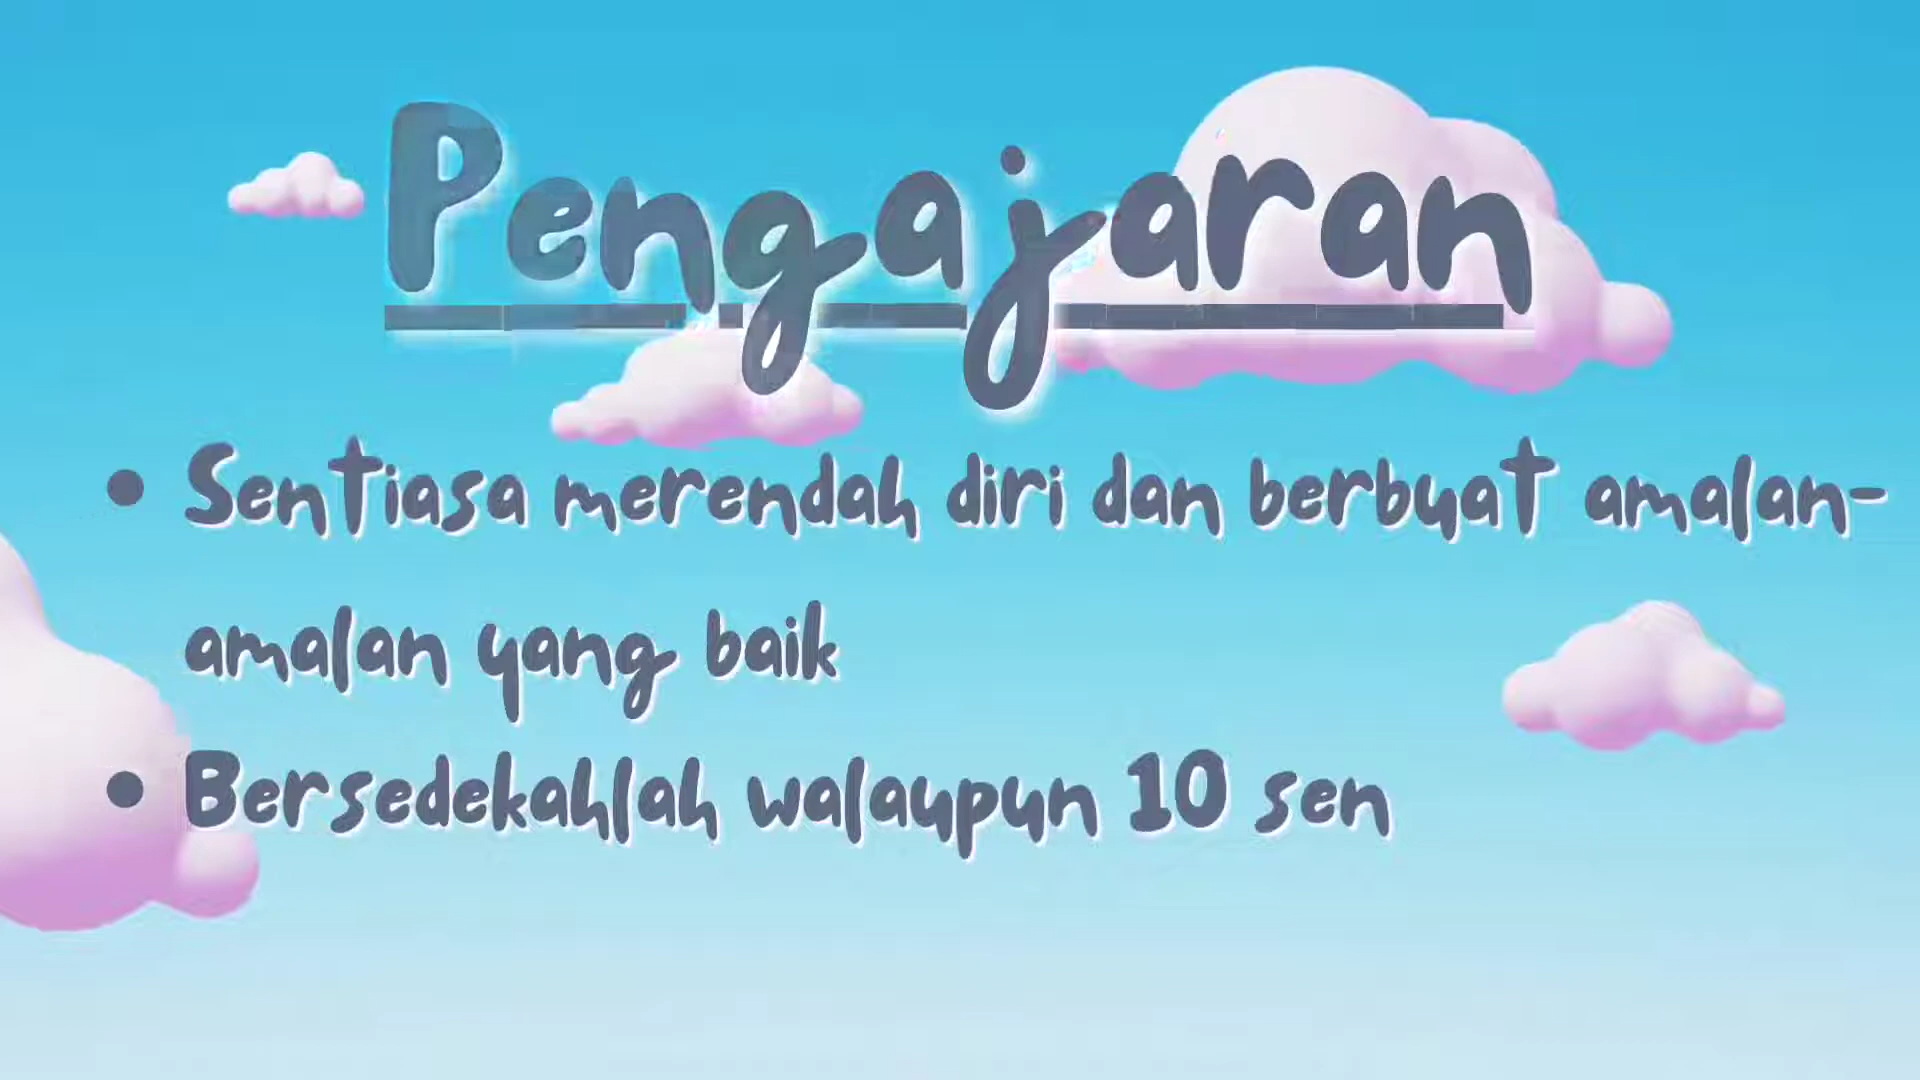 Pengajaran
• Sentiasa merendah diri dan berbuat amalan-
amalan yang baik
• Bersedekahlah walaupun 10 sen